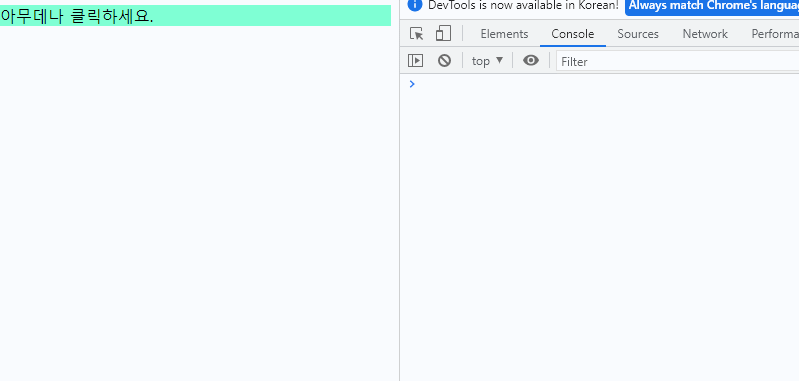 아무데나 클릭하세요.
DevTools is now available in Korean! Always match Chrome's langua
Elements Console Sources Network Performa
top Filter